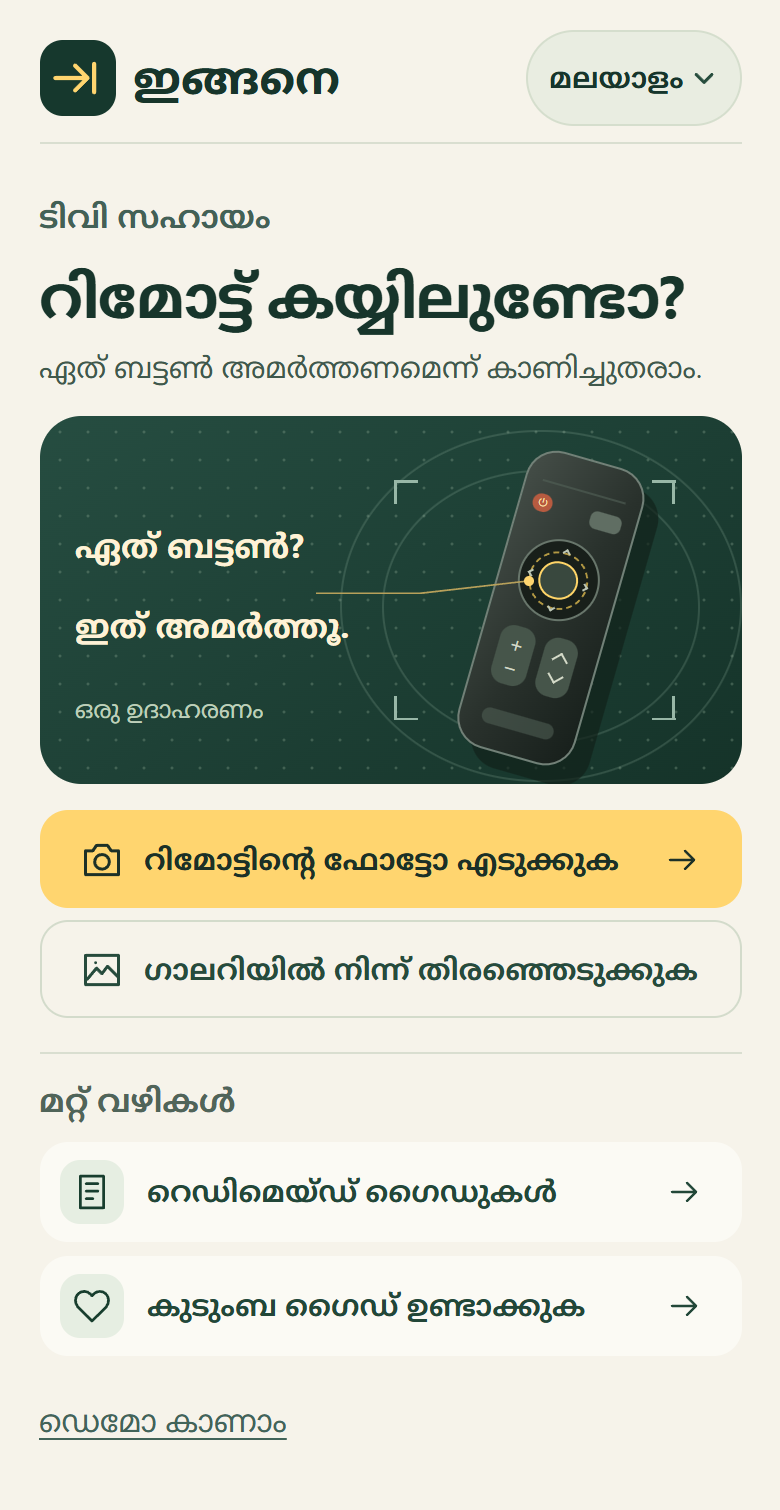 ഇങ്ങനെ
മലയാളം
ടിവി സഹായം
റിമോട്ട് കയ്യിലുണ്ടോ?
ഏത് ബട്ടൺ അമർത്തണമെന്ന് കാണിച്ചുതരാം.
ഏത് ബട്ടൺ?
ഇത് അമർത്തൂ.
ഒരു ഉദാഹരണം
റിമോട്ടിന്റെ ഫോട്ടോ എടുക്കുക
ഗാലറിയിൽ നിന്ന് തിരഞ്ഞെടുക്കുക
മറ്റ് വഴികൾ
റെഡിമെയ്ഡ് ഗൈഡുകൾ
കുടുംബ ഗൈഡ് ഉണ്ടാക്കുക
ഡെമോ കാണാം